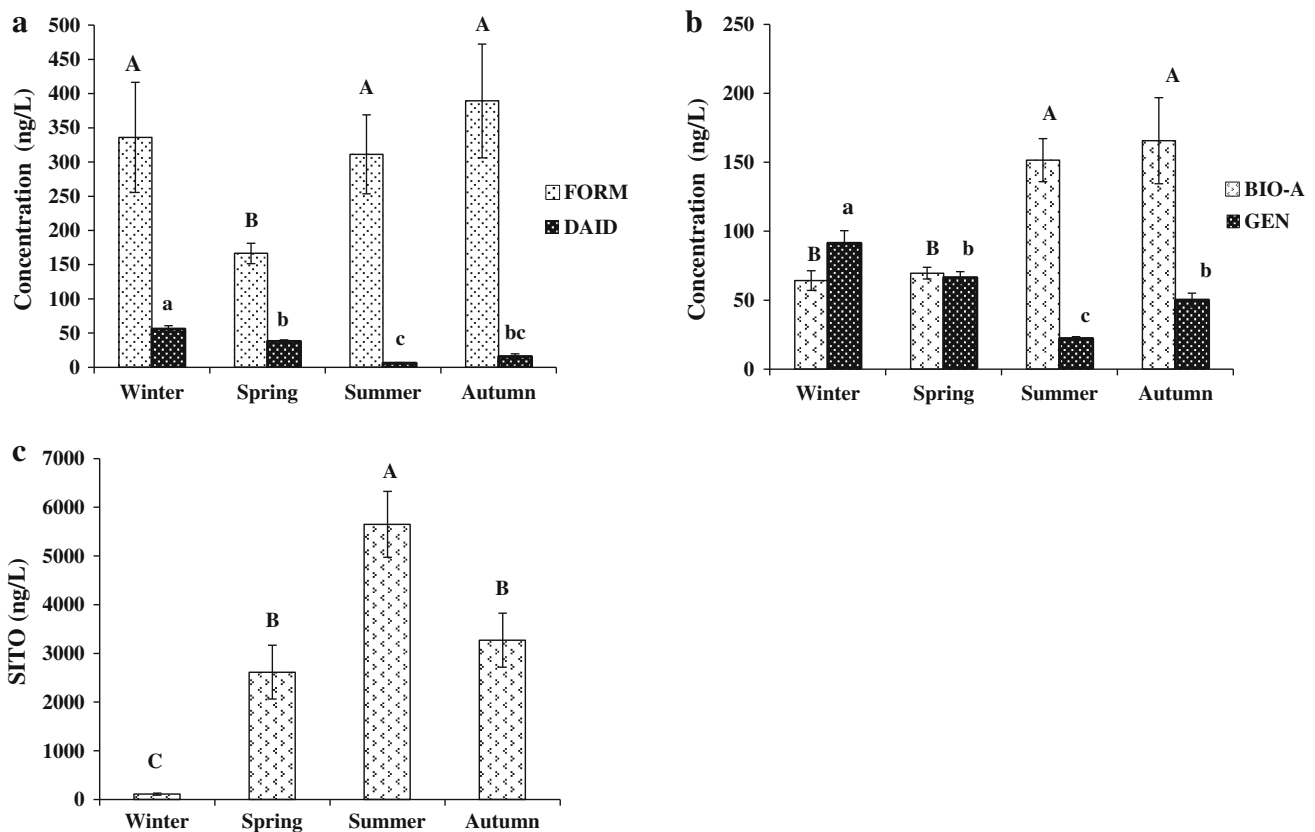 a
Concentration (ng/L)
500
450
400
350
300
250
200
150
100
50
0
A
a
B
b
A
c
A
bc
Winter Spring Summer Autumn
FORM
DAID
b
Concentration (ng/L)
250
200
150
100
50
0
B
a
B
b
A
c
A
b
Winter Spring Summer Autumn
BIO-A
GEN
c
SITO (ng/L)
7000
6000
5000
4000
3000
2000
1000
0
C
B
A
B
Winter Spring Summer Autumn